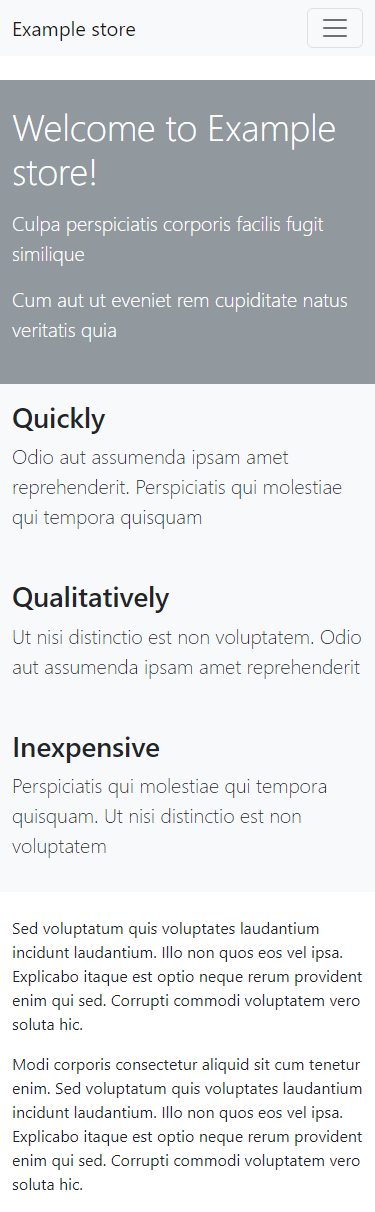 Example store
Welcome to Example
store!
Culpa perspiciatis corporis facilis fugit
similique
Cum aut ut eveniet rem cupiditate natus
veritatis quia
Quickly
Odio aut assumenda ipsam amet
reprehenderit. Perspiciatis qui molestiae
qui tempora quisquam
Qualitatively
Ut nisi distinctio est non voluptatem. Odio
aut assumenda ipsam amet reprehenderit
Inexpensive
Perspiciatis qui molestiae qui tempora
quisquam. Ut nisi distinctio est non
voluptatem
Sed voluptatum quis voluptates laudantium
incidunt laudantium. Illo non quos eos vel ipsa.
Explicabo itaque est optio neque rerum provident
enim qui sed. Corrupti commodi voluptatem vero
soluta hic.
Modi corporis consectetur aliquid sit cum tenetur
enim. Sed voluptatum quis voluptates laudantium
incidunt laudantium. Illo non quos eos vel ipsa.
Explicabo itaque est optio neque rerum provident
enim qui sed. Corrupti commodi voluptatem vero
soluta hic.